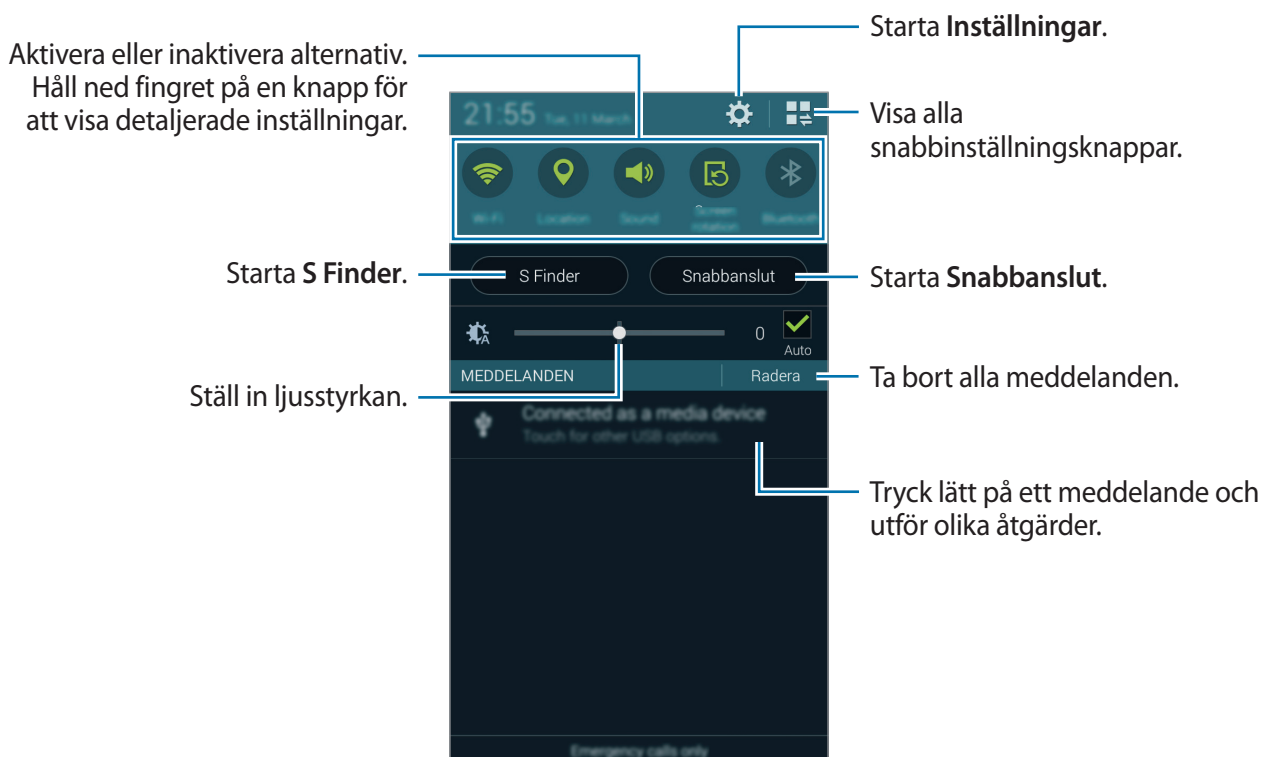 Starta Inställningar.
Aktivera eller inaktivera alternativ.
Håll ned fingret på en knapp för
att visa detaljerade inställningar.
21:55 Tue, 11 March
Visa alla
snabbinställningsknappar.
Wi-Fi
Location
Sound
Screen
rotation
Bluetooth
Starta S Finder.
S Finder
Snabbanslut
Starta Snabbanslut.
0
Auto
A
MEDDELANDEN
Radera
Ta bort alla meddelanden.
Ställ in ljusstyrkan.
Connected as a media device
Touch for other USB options.
Tryck lätt på ett meddelande och
utför olika åtgärder.
Emergency calls only